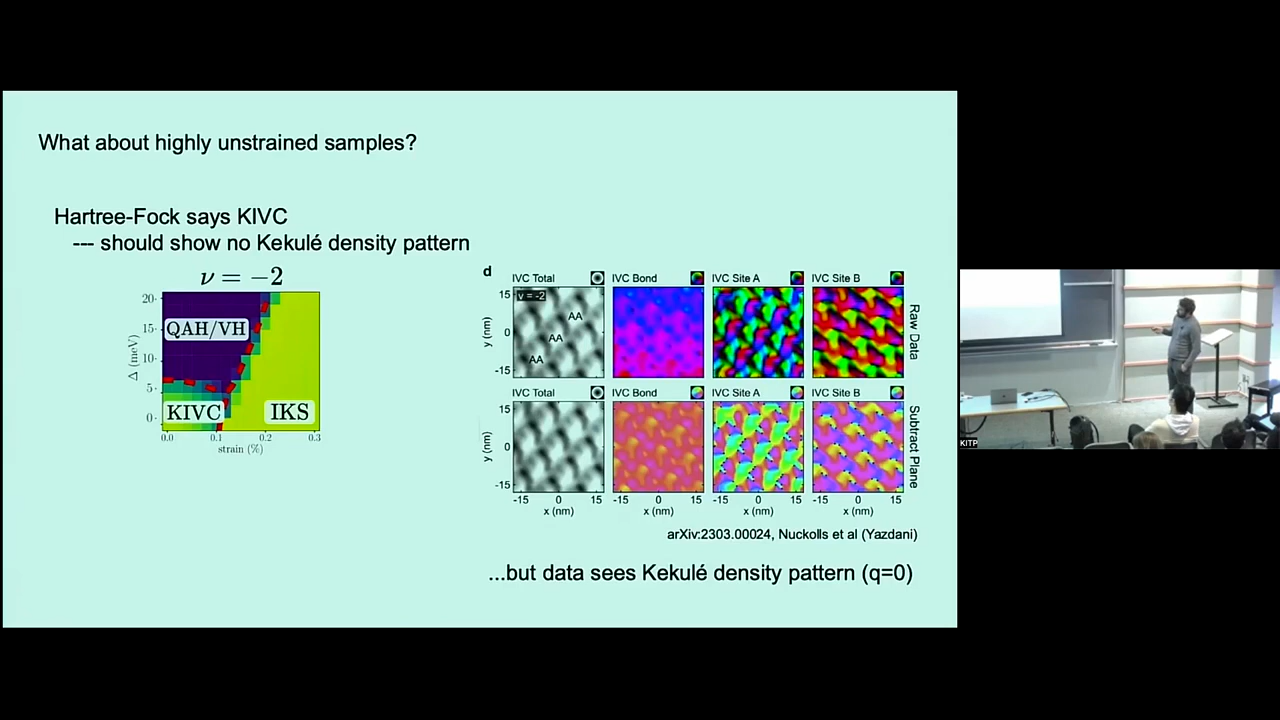 What about highly unstrained samples?
Hartree-Fock says KIVC
--- should show no Kekulé density pattern
ν = −2
20
15
10
5
0
Δ (meV)
QAH/VH
KIVC
IKS
0.0 0.1 0.2 0.3
strain (%)
d
IVC Total IVC Bond IVC Site A IVC Site B
15
0
-15
y (nm)
ν = -2
AA
AA
AA
Raw Data
IVC Total IVC Bond IVC Site A IVC Site B
15
0
-15
y (nm)
Subtract Plane
-15 0 15 -15 0 15 -15 0 15 -15 0 15
x (nm) x (nm) x (nm) x (nm)
arXiv:2303.00024, Nuckolls et al (Yazdani)
...but data sees Kekulé density pattern (q=0)
KITP